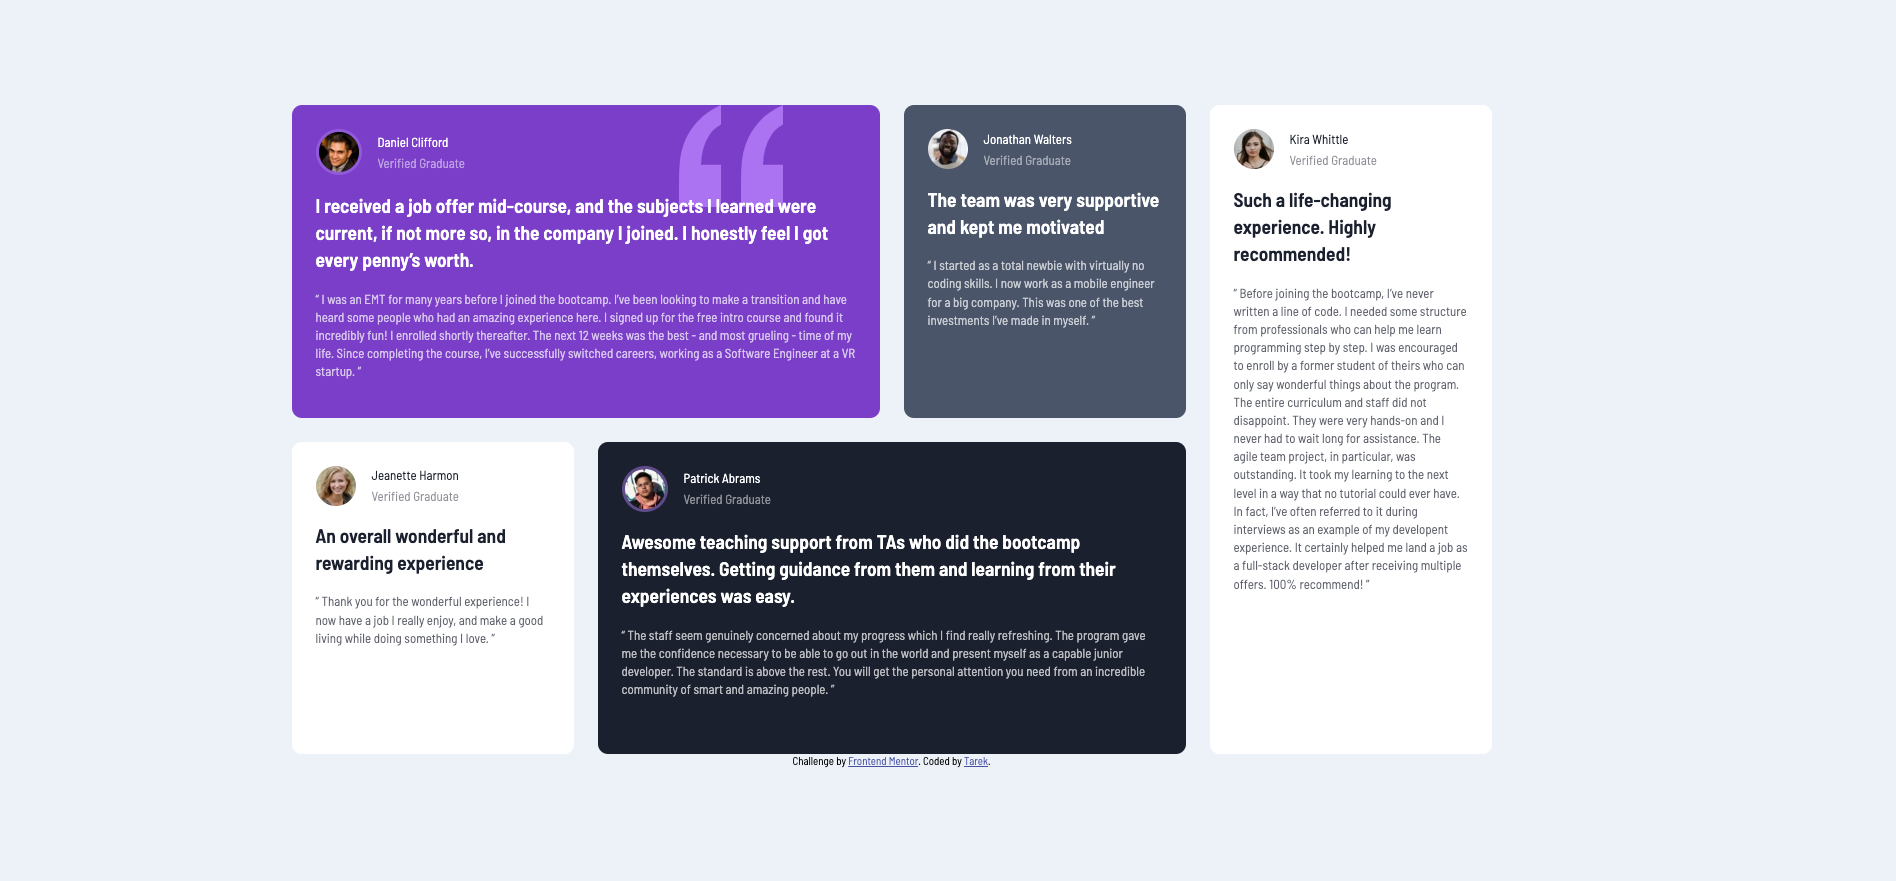 Daniel Clifford
Verified Graduate
I received a job offer mid-course, and the subjects I learned were
current, if not more so, in the company I joined. I honestly feel I got
every penny’s worth.
“ I was an EMT for many years before I joined the bootcamp. I’ve been looking to make a transition and have
heard some people who had an amazing experience here. I signed up for the free intro course and found it
incredibly fun! I enrolled shortly thereafter. The next 12 weeks was the best - and most grueling - time of my
life. Since completing the course, I’ve successfully switched careers, working as a Software Engineer at a VR
startup. ”
Jonathan Walters
Verified Graduate
The team was very supportive
and kept me motivated
“ I started as a total newbie with virtually no
coding skills. I now work as a mobile engineer
for a big company. This was one of the best
investments I’ve made in myself. ”
Kira Whittle
Verified Graduate
Such a life-changing
experience. Highly
recommended!
“ Before joining the bootcamp, I’ve never
written a line of code. I needed some structure
from professionals who can help me learn
programming step by step. I was encouraged
to enroll by a former student of theirs who can
only say wonderful things about the program.
The entire curriculum and staff did not
disappoint. They were very hands-on and I
never had to wait long for assistance. The
agile team project, in particular, was
outstanding. It took my learning to the next
level in a way that no tutorial could ever have.
In fact, I’ve often referred to it during
interviews as an example of my developent
experience. It certainly helped me land a job as
a full-stack developer after receiving multiple
offers. 100% recommend! ”
Jeanette Harmon
Verified Graduate
An overall wonderful and
rewarding experience
“ Thank you for the wonderful experience! I
now have a job I really enjoy, and make a good
living while doing something I love. ”
Patrick Abrams
Verified Graduate
Awesome teaching support from TAs who did the bootcamp
themselves. Getting guidance from them and learning from their
experiences was easy.
“ The staff seem genuinely concerned about my progress which I find really refreshing. The program gave
me the confidence necessary to be able to go out in the world and present myself as a capable junior
developer. The standard is above the rest. You will get the personal attention you need from an incredible
community of smart and amazing people. ”
Challenge by Frontend Mentor. Coded by Tarek.